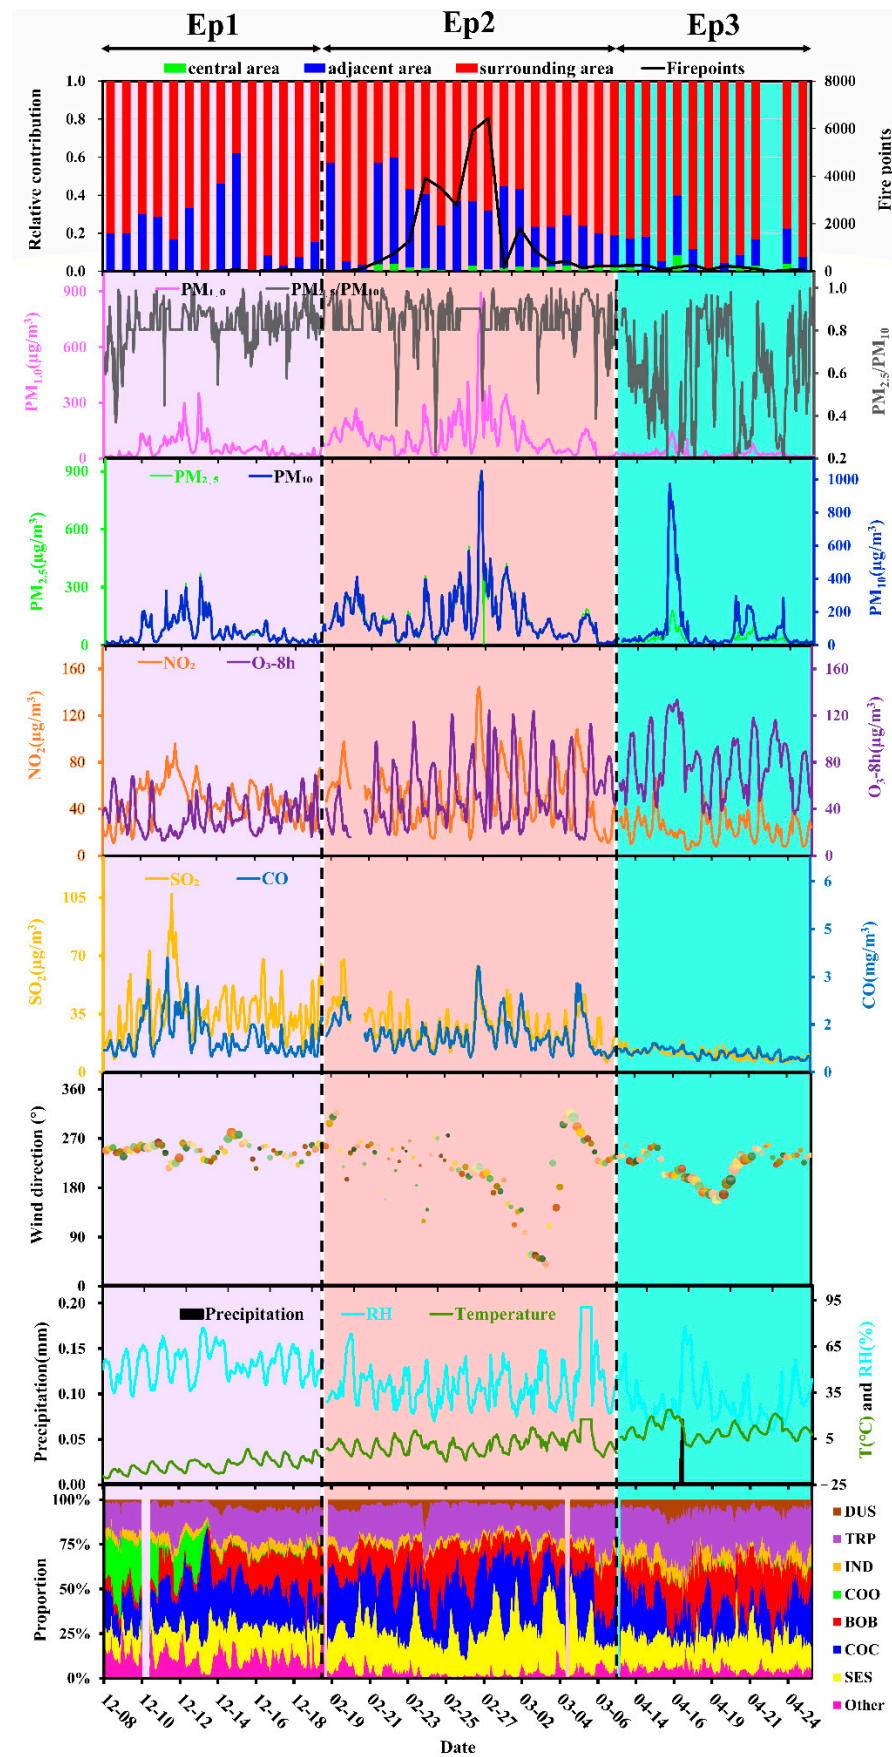 Ep1 Ep2 Ep3
central area adjacent area surrounding area Firepoints
Relative contribution
1.0
0.8
0.6
0.4
0.2
0.0
8000
6000
4000
2000
0
Fire points
PM₁.₀ PM₂.₅/PM₁₀
PM₁.₀(μg/m³)
900
600
300
0
1.0
0.8
0.6
0.4
0.2
PM₂.₅/PM₁₀
PM₂.₅ PM₁₀
PM₂.₅(μg/m³)
900
600
300
0
1000
800
600
400
200
0
PM₁₀(μg/m³)
NO₂ O₃-8h
NO₂(μg/m³)
160
120
80
40
0
160
120
80
40
0
O₃-8h(μg/m³)
SO₂ CO
SO₂(μg/m³)
105
70
35
0
6
5
3
2
0
CO(mg/m³)
Wind direction (°)
360
270
180
90
0
Precipitation RH Temperature
Precipitation(mm)
0.20
0.15
0.10
0.05
0.00
95
65
35
5
−25
T(°C) and RH(%)
Proportion
100%
75%
50%
25%
0%
DUS
TRP
IND
COO
BOB
COC
SES
Other
12-08 12-10 12-12 12-14 12-16 12-18 02-19 02-21 02-23 02-25 02-27 03-02 03-04 03-06 04-14 04-16 04-19 04-21 04-24
Date